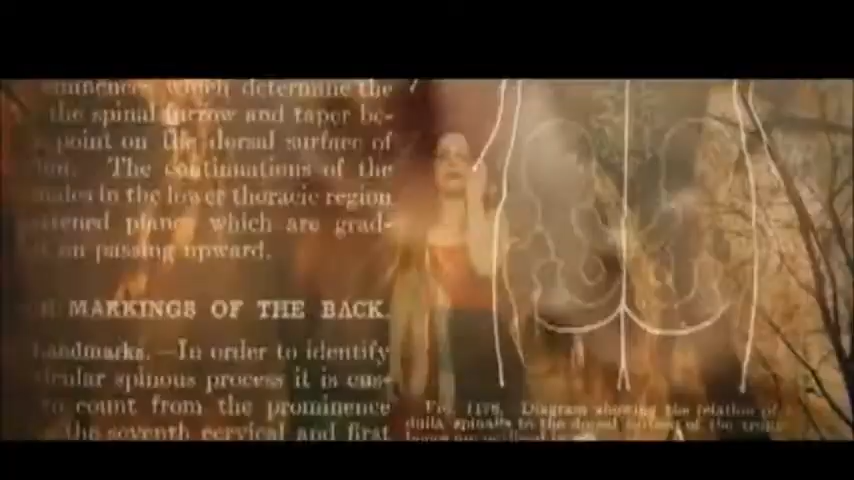 which determine the
the spinal furrow and taper be-
point on the dorsal surface of
The continuations of the
in the lower thoracic region
which are grad-
on passing upward.
MARKINGS OF THE BACK.
Landmarks.—In order to identify
spinous process it is cus-
to count from the prominence
the seventh cervical and first
Fig. 1178. Diagram showing the relation of
spinalis to the dorsal surface of the trunk